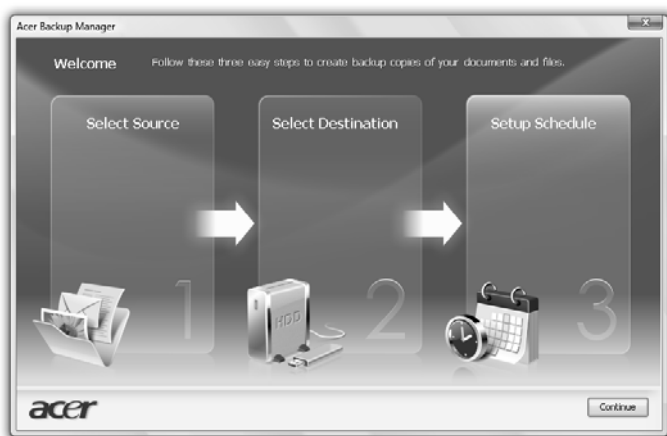 Acer Backup Manager
Welcome Follow these three easy steps to create backup copies of your documents and files.
Select Source
Select Destination
Setup Schedule
1
HDD
2
3
acer
Continue